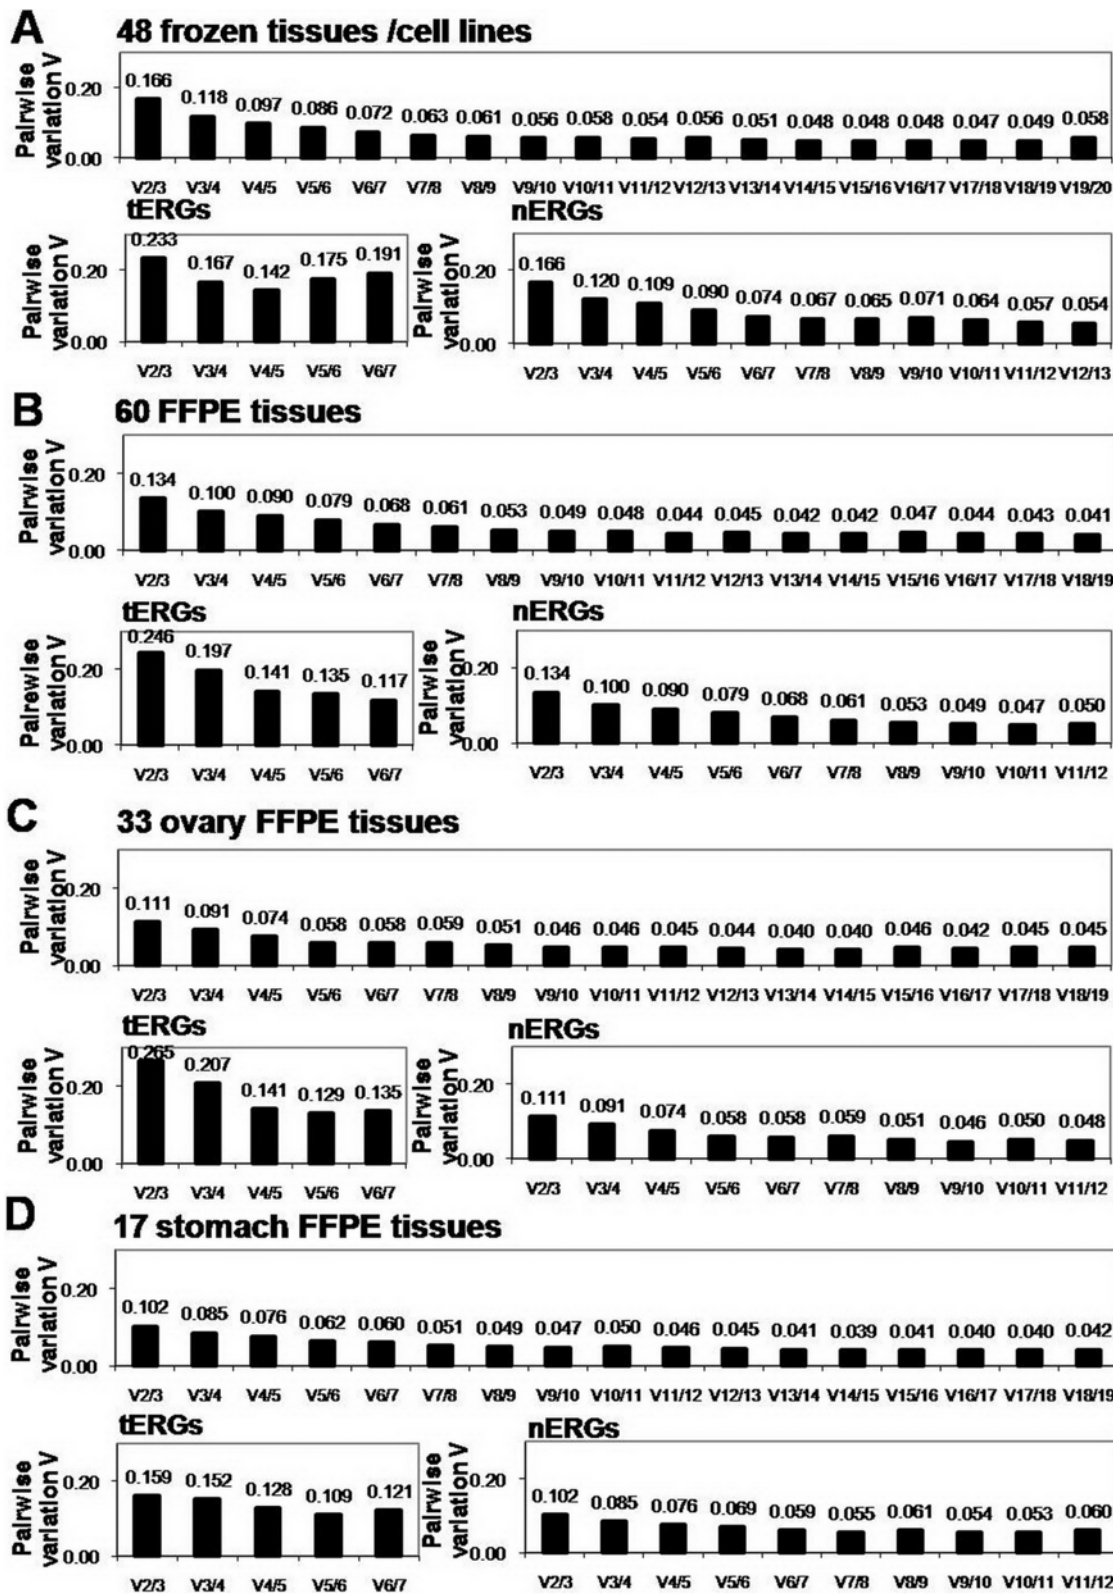 A
48 frozen tissues /cell lines
Pairwise
variation V
0.20
0.00
0.166 0.118 0.097 0.086 0.072 0.063 0.061 0.056 0.058 0.054 0.056 0.051 0.048 0.048 0.048 0.047 0.049 0.058
V2/3 V3/4 V4/5 V5/6 V6/7 V7/8 V8/9 V9/10 V10/11 V11/12 V12/13 V13/14 V14/15 V15/16 V16/17 V17/18 V18/19 V19/20
tERGs
Pairwise
variation V
0.20
0.00
0.233 0.167 0.142 0.175 0.191
V2/3 V3/4 V4/5 V5/6 V6/7
nERGs
Pairwise
variation V
0.20
0.00
0.166 0.120 0.109 0.090 0.074 0.067 0.065 0.071 0.064 0.057 0.054
V2/3 V3/4 V4/5 V5/6 V6/7 V7/8 V8/9 V9/10 V10/11 V11/12 V12/13
B
60 FFPE tissues
Pairwise
variation V
0.20
0.00
0.134 0.100 0.090 0.079 0.068 0.061 0.053 0.049 0.048 0.044 0.045 0.042 0.042 0.047 0.044 0.043 0.041
V2/3 V3/4 V4/5 V5/6 V6/7 V7/8 V8/9 V9/10 V10/11 V11/12 V12/13 V13/14 V14/15 V15/16 V16/17 V17/18 V18/19
tERGs
Pairewise
variation V
0.20
0.00
0.246 0.197 0.141 0.135 0.117
V2/3 V3/4 V4/5 V5/6 V6/7
nERGs
Pairwise
variation V
0.20
0.00
0.134 0.100 0.090 0.079 0.068 0.061 0.053 0.049 0.047 0.050
V2/3 V3/4 V4/5 V5/6 V6/7 V7/8 V8/9 V9/10 V10/11 V11/12
C
33 ovary FFPE tissues
Pairwise
variation V
0.20
0.00
0.111 0.091 0.074 0.058 0.058 0.059 0.051 0.046 0.046 0.045 0.044 0.040 0.040 0.046 0.042 0.045 0.045
V2/3 V3/4 V4/5 V5/6 V6/7 V7/8 V8/9 V9/10 V10/11 V11/12 V12/13 V13/14 V14/15 V15/16 V16/17 V17/18 V18/19
tERGs
Pairwise
variation V
0.20
0.00
0.265 0.207 0.141 0.129 0.135
V2/3 V3/4 V4/5 V5/6 V6/7
nERGs
Pairwise
variation V
0.20
0.00
0.111 0.091 0.074 0.058 0.058 0.059 0.051 0.046 0.050 0.048
V2/3 V3/4 V4/5 V5/6 V6/7 V7/8 V8/9 V9/10 V10/11 V11/12
D
17 stomach FFPE tissues
Pairwise
variation V
0.20
0.00
0.102 0.085 0.076 0.062 0.060 0.051 0.049 0.047 0.050 0.046 0.045 0.041 0.039 0.041 0.040 0.040 0.042
V2/3 V3/4 V4/5 V5/6 V6/7 V7/8 V8/9 V9/10 V10/11 V11/12 V12/13 V13/14 V14/15 V15/16 V16/17 V17/18 V18/19
tERGs
Pairwise
variation V
0.20
0.00
0.159 0.152 0.128 0.109 0.121
V2/3 V3/4 V4/5 V5/6 V6/7
nERGs
Pairwise
variation V
0.20
0.00
0.102 0.085 0.076 0.069 0.059 0.055 0.061 0.054 0.053 0.060
V2/3 V3/4 V4/5 V5/6 V6/7 V7/8 V8/9 V9/10 V10/11 V11/12